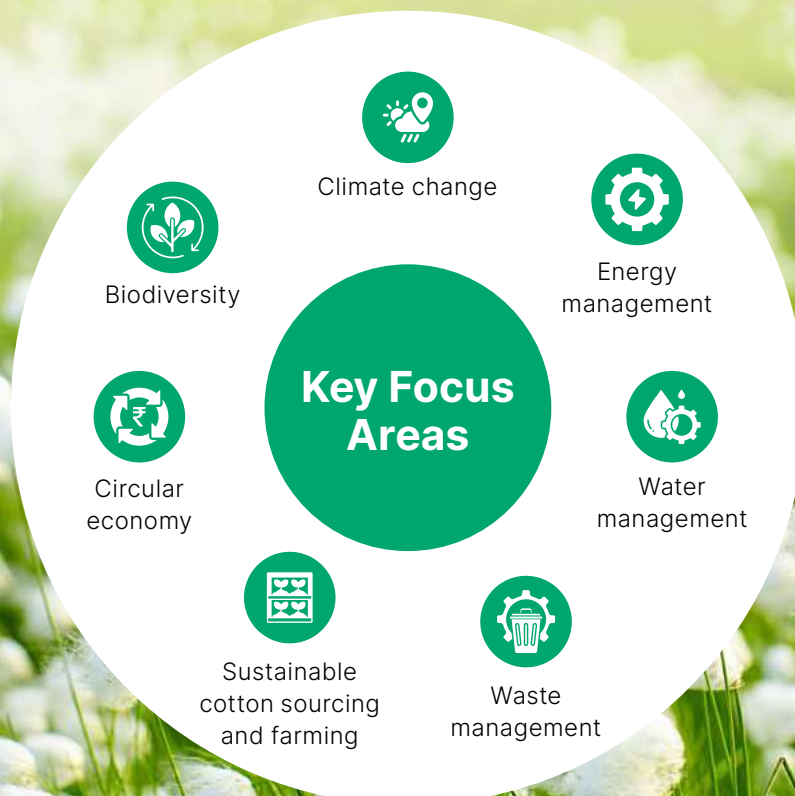 Climate change
Energy
management
Water
management
Waste
management
Sustainable
cotton sourcing
and farming
Circular
economy
₹
Biodiversity
Key Focus
Areas